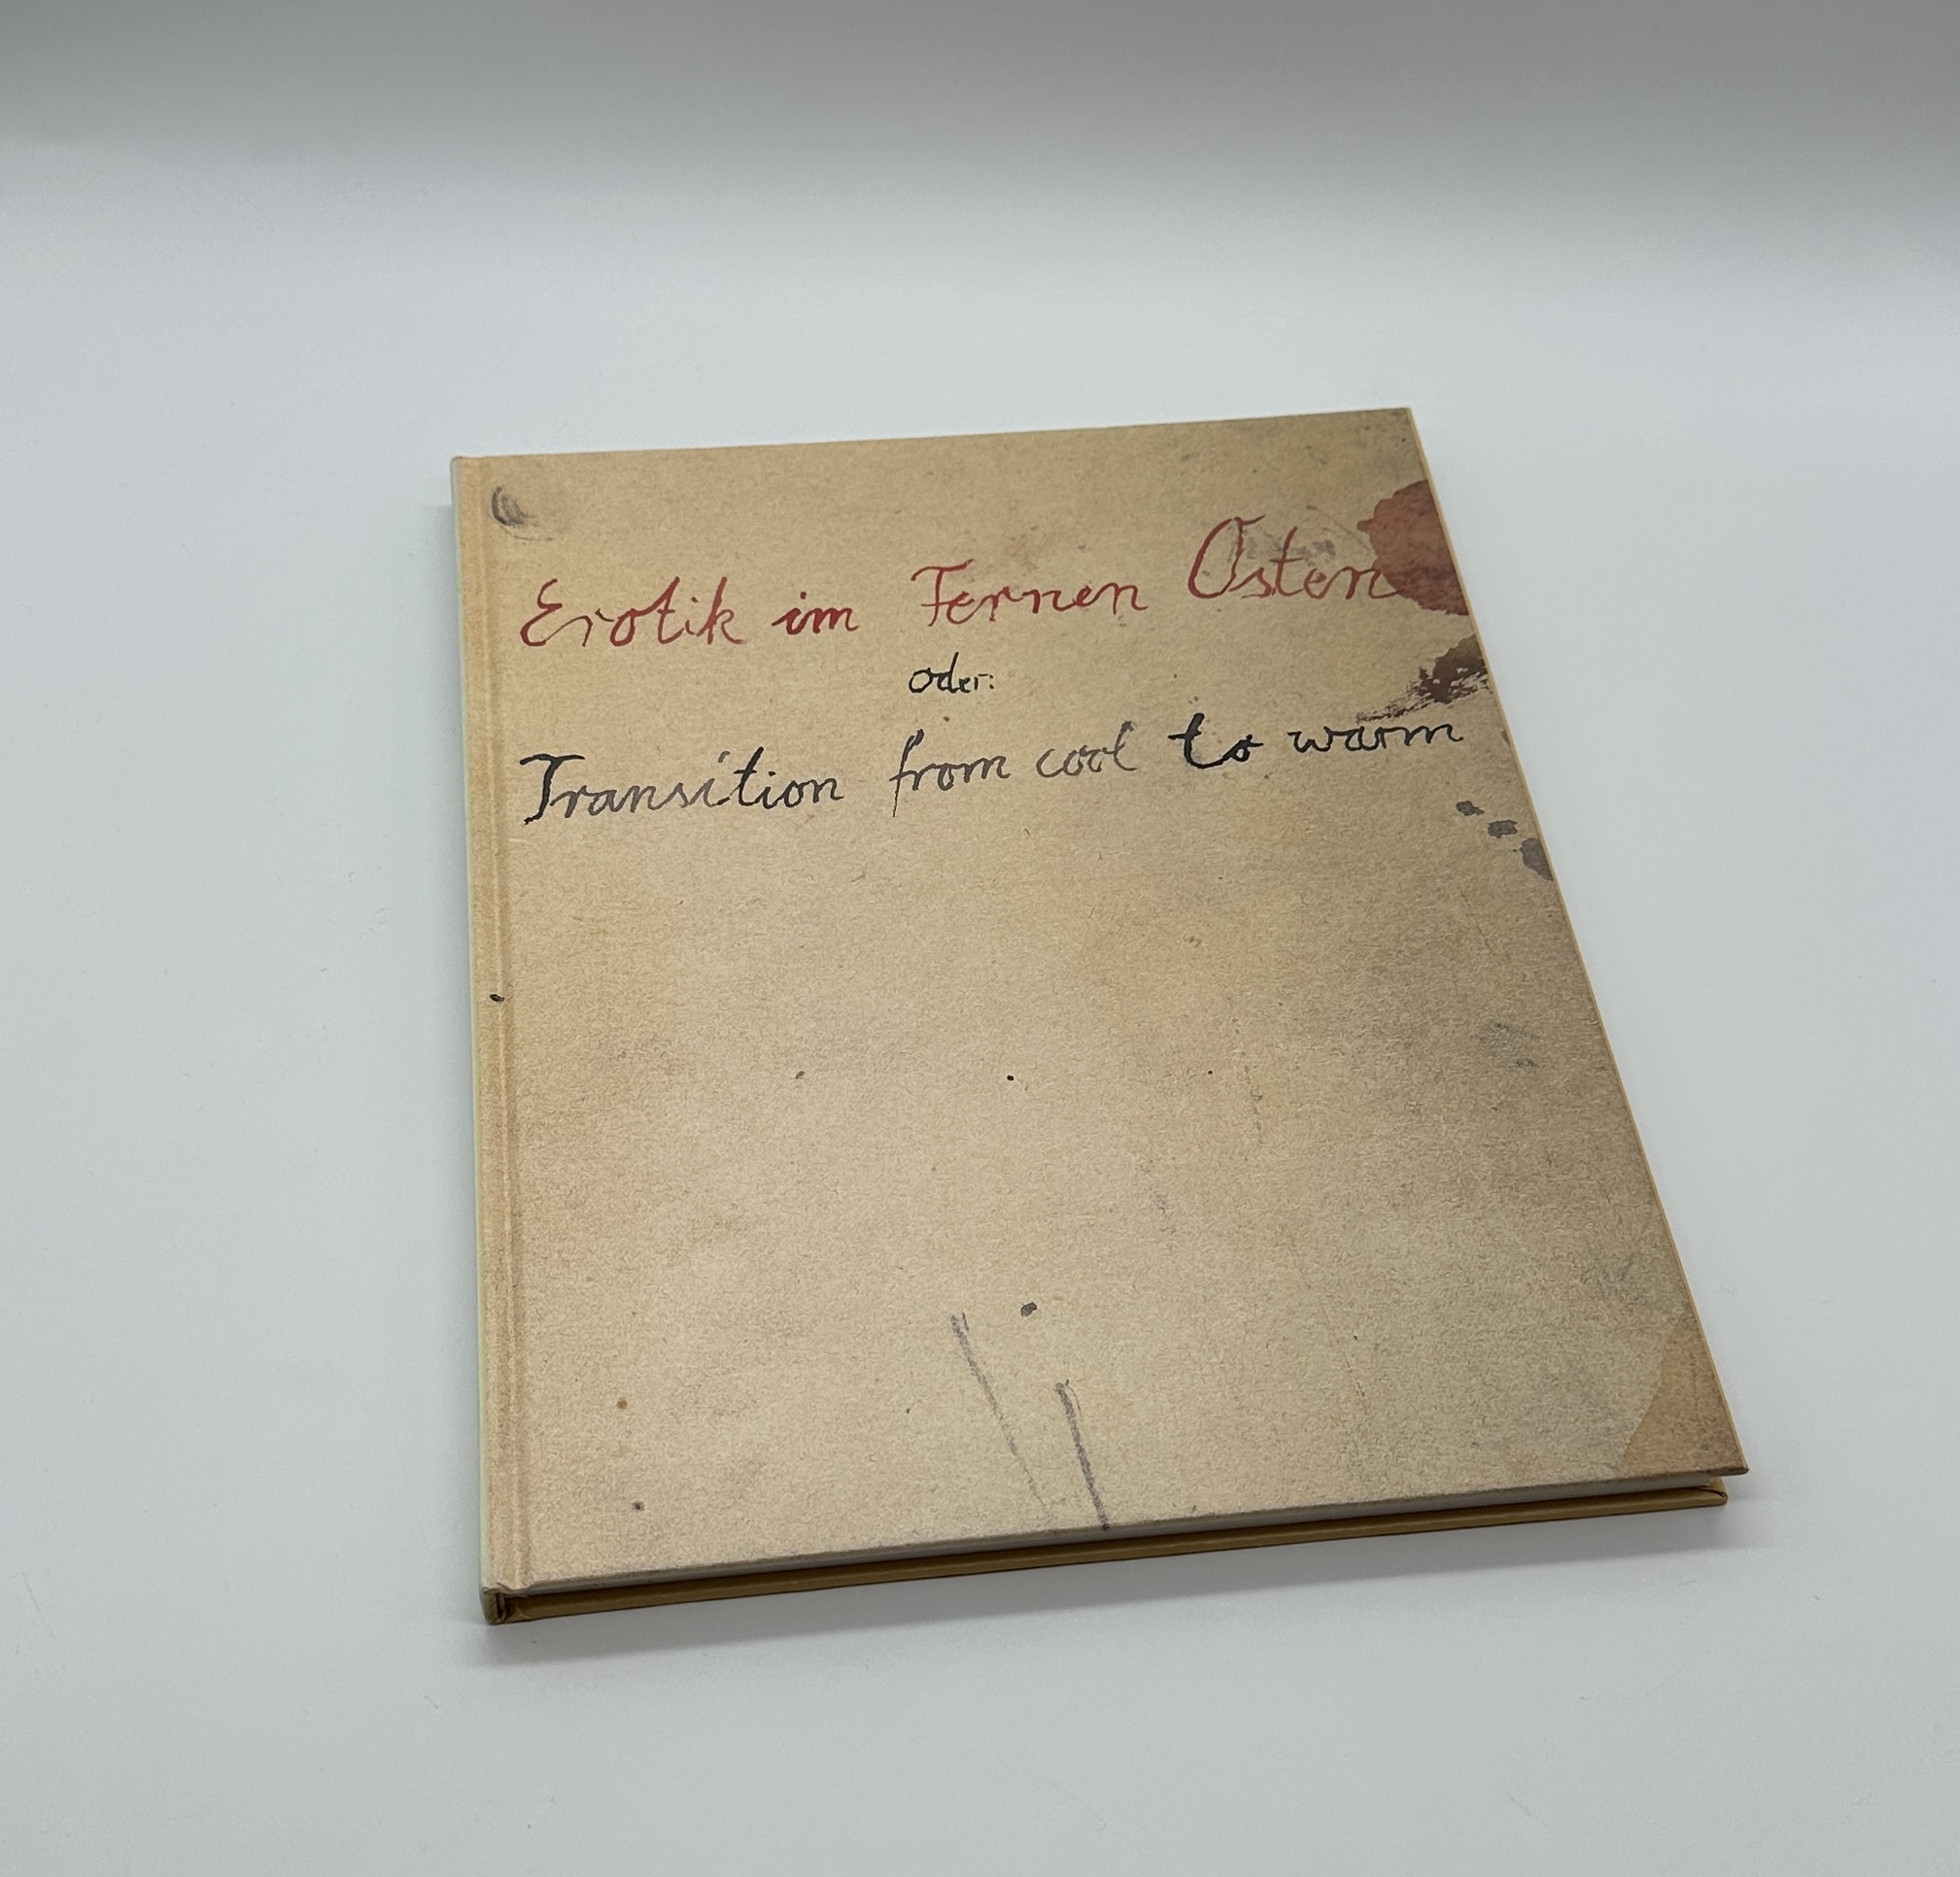 Erotik im Fernen Osten
oder:
Transition from cool to warm